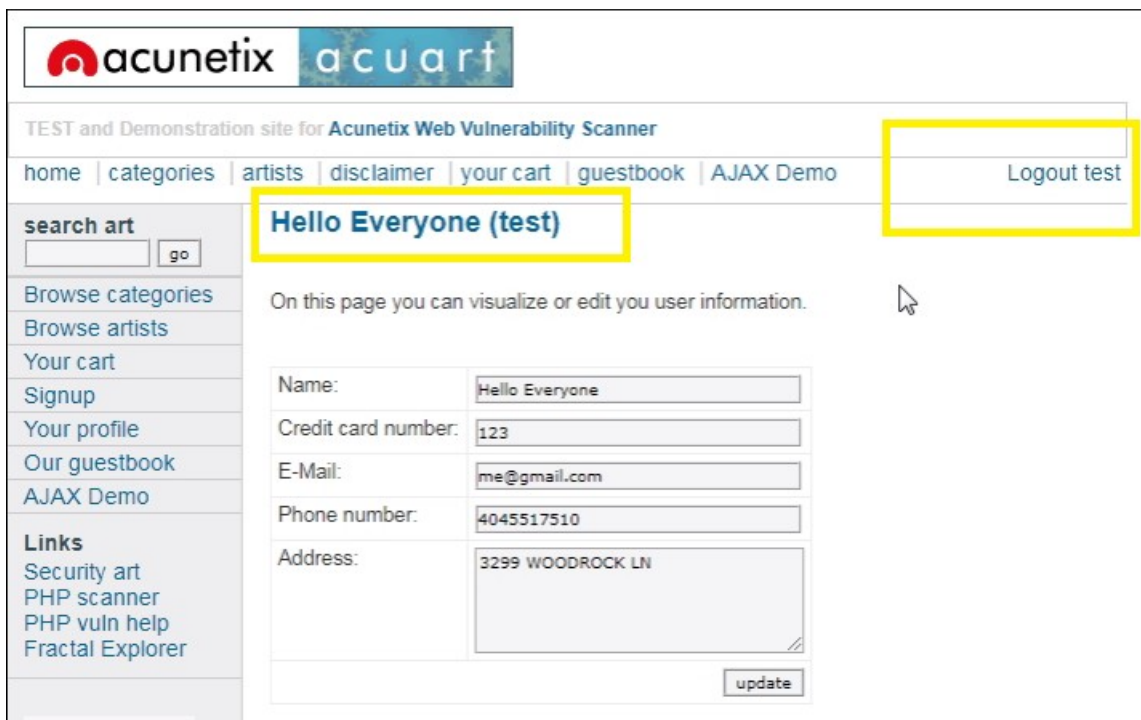 acunetix acuart
TEST and Demonstration site for Acunetix Web Vulnerability Scanner
home | categories | artists | disclaimer | your cart | guestbook | AJAX Demo
Logout test
search art
go
Browse categories
Browse artists
Your cart
Signup
Your profile
Our guestbook
AJAX Demo
Links
Security art
PHP scanner
PHP vuln help
Fractal Explorer
Hello Everyone (test)
On this page you can visualize or edit you user information.
Name: Hello Everyone
Credit card number: 123
E-Mail: me@gmail.com
Phone number: 4045517510
Address: 3299 WOODROCK LN
update